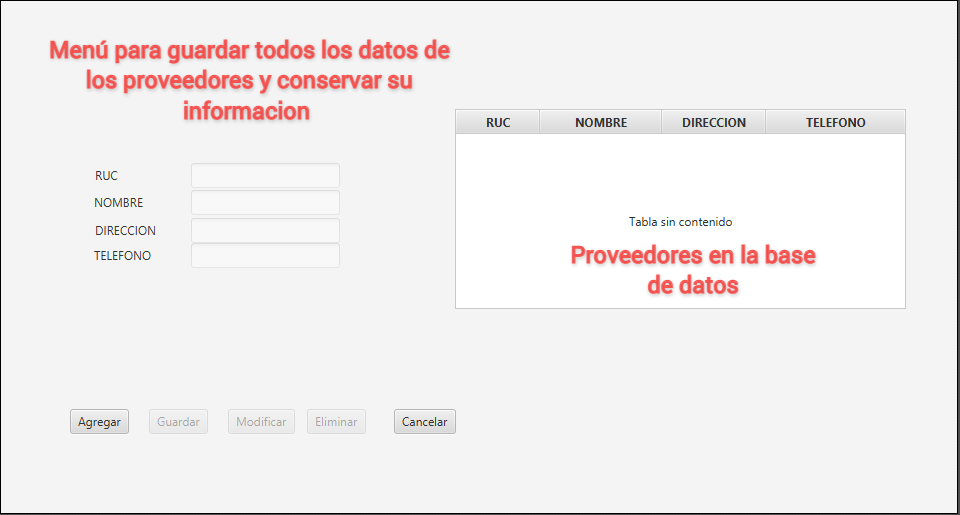 Menú para guardar todos los datos de
los proveedores y conservar su
informacion
RUC
NOMBRE
DIRECCION
TELEFONO
RUC NOMBRE DIRECCION TELEFONO
Tabla sin contenido
Proveedores en la base
de datos
Agregar Guardar Modificar Eliminar Cancelar